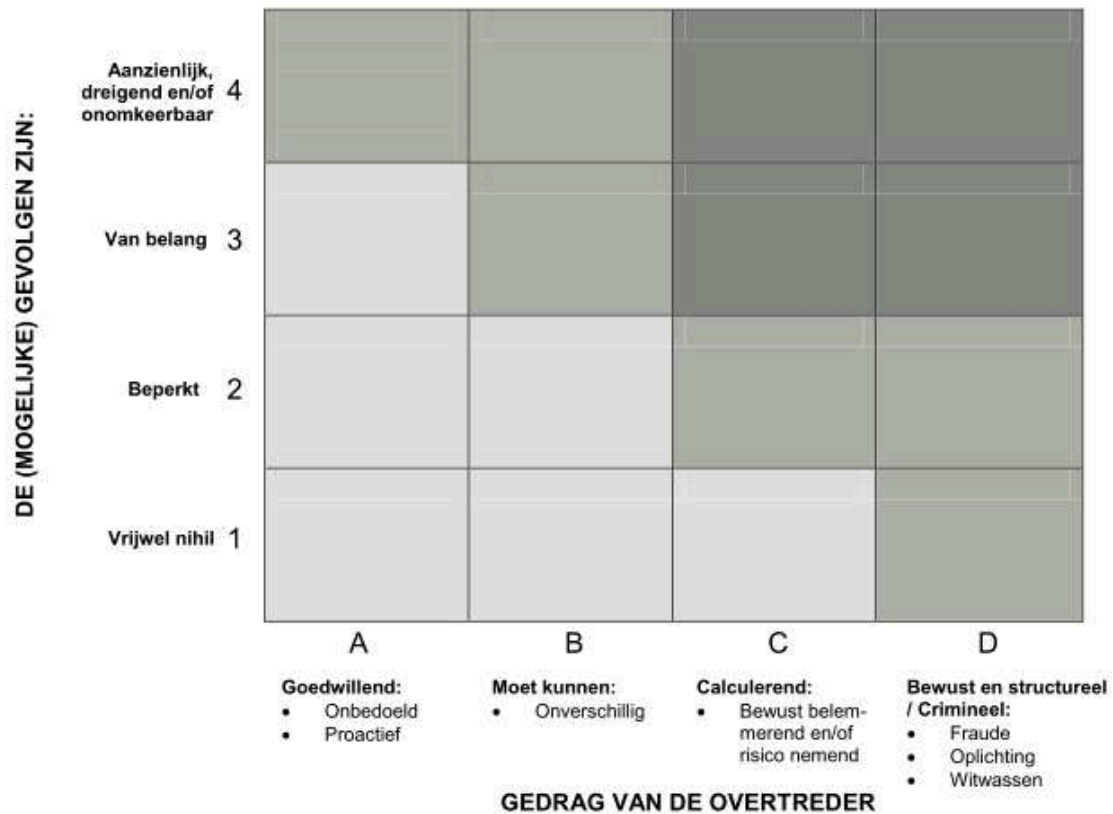 DE (MOGELIJKE) GEVOLGEN ZIJN:
Aanzienlijk,
dreigend en/of
onomkeerbaar
4
Van belang 3
Beperkt 2
Vrijwel nihil 1
A
B
C
D
Goedwillend:
• Onbedoeld
• Proactief
Moet kunnen:
• Onverschillig
Calculerend:
• Bewust belem-
merend en/of
risico nemend
Bewust en structureel
/ Crimineel:
• Fraude
• Oplichting
• Witwassen
GEDRAG VAN DE OVERTREDER